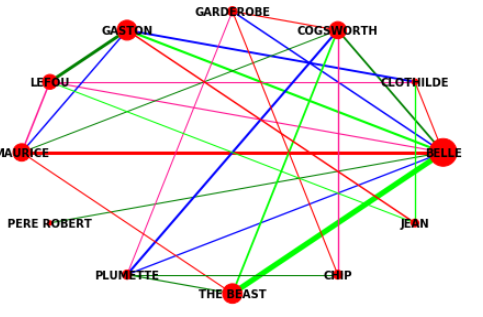 GARDEROBE
GASTON
COGSWORTH
LEFOU
CLOTHILDE
MAURICE
BELLE
PERE ROBERT
JEAN
PLUMETTE
CHIP
THE BEAST